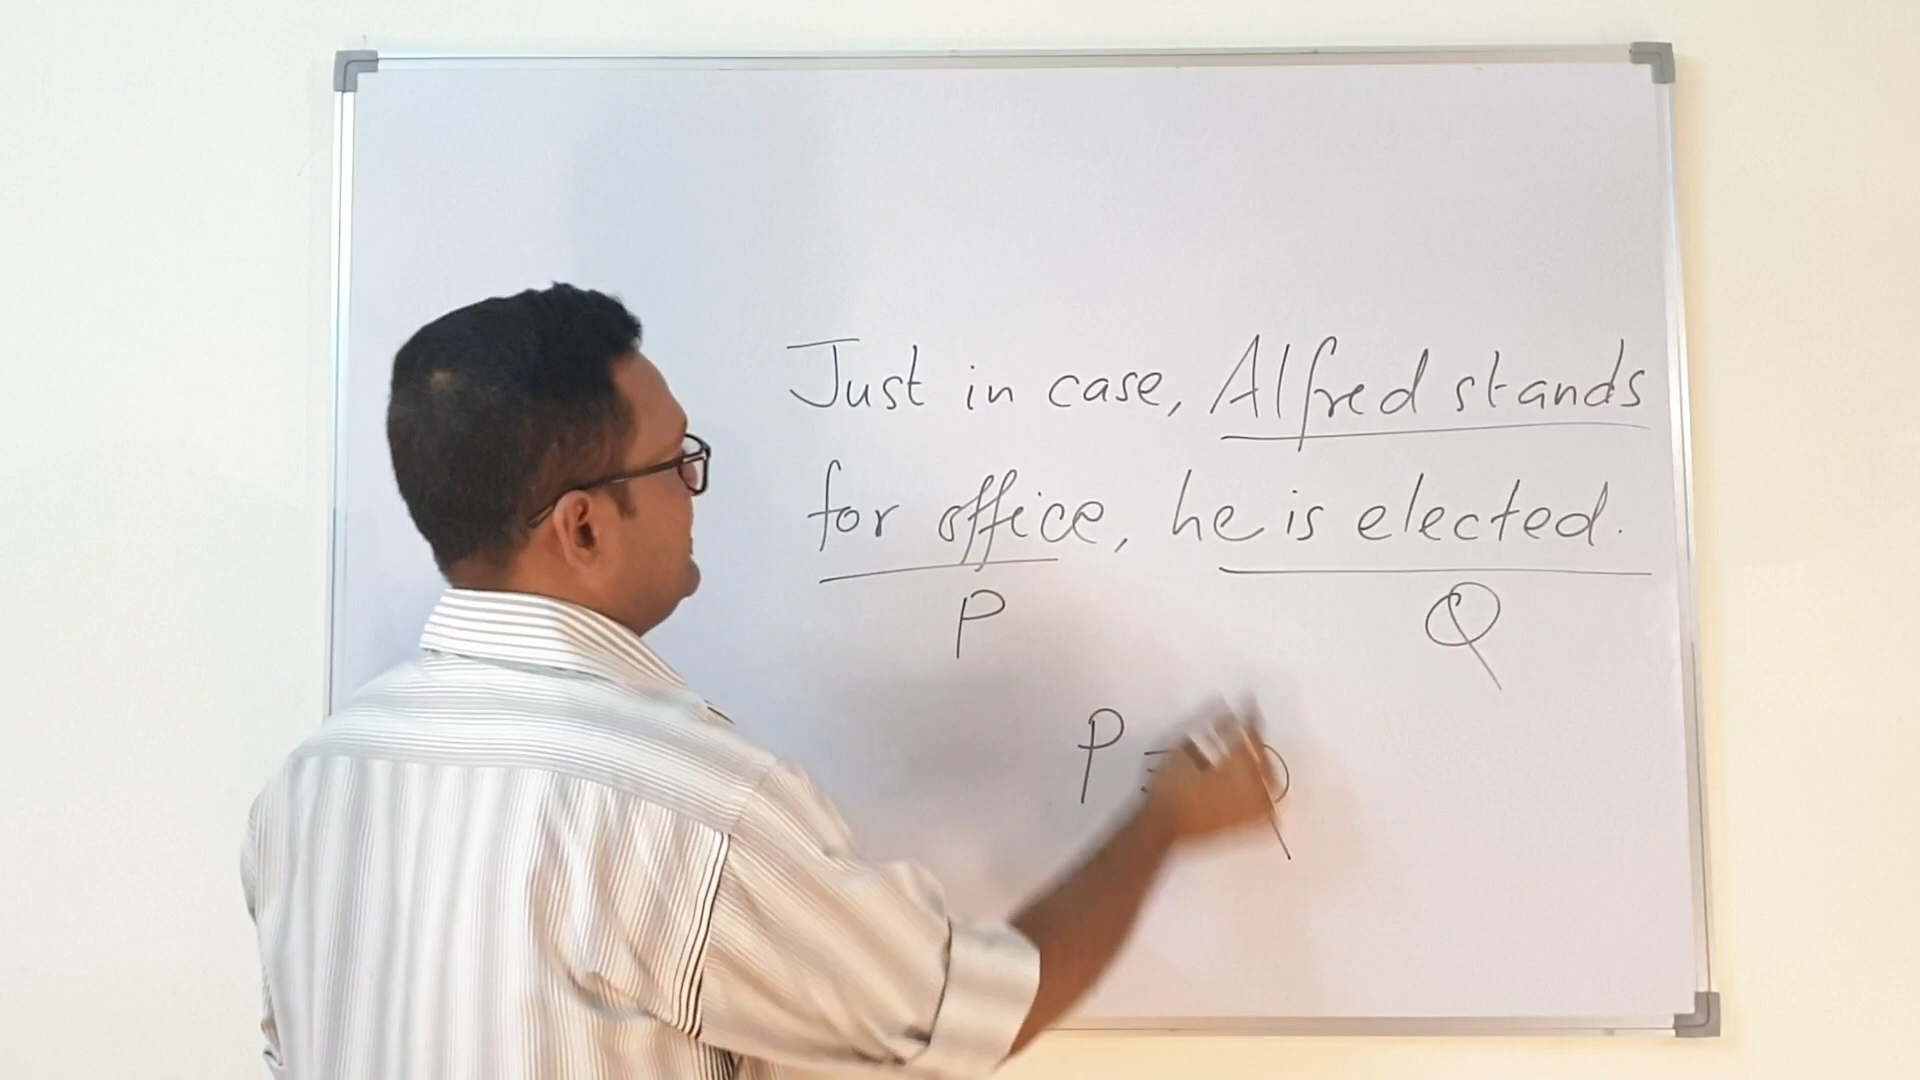 Just in case, Alfred stands
for office, he is elected.
P Q
P ≡ Q